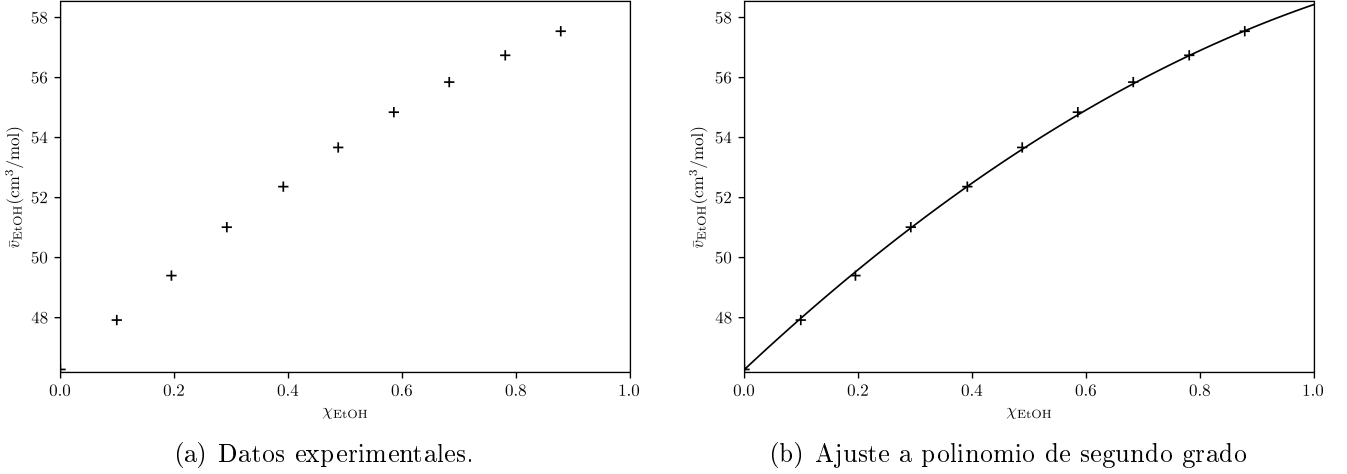 58
56
54
52
50
48
0.0 0.2 0.4 0.6 0.8 1.0
v̄EtOH(cm³/mol)
χEtOH
(a) Datos experimentales.
58
56
54
52
50
48
0.0 0.2 0.4 0.6 0.8 1.0
v̄EtOH(cm³/mol)
χEtOH
(b) Ajuste a polinomio de segundo grado